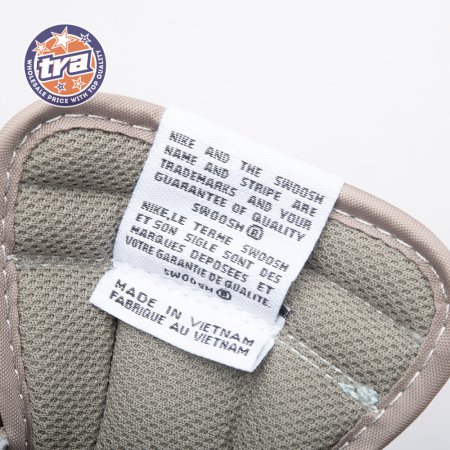 tra
WHOLESALE PRICE WITH TOP QUALITY
NIKE AND THE SWOOSH
NAME AND STRIPE ARE
TRADEMARKS AND YOUR
GUARANTEE OF QUALITY
SWOOSH®
NIKE,LE TERME SWOOSH
ET SON SIGLE SONT DES
MARQUES DEPOSÉES ET
VOTRE GARANTIE DE QUALITE.
SWOOSH®
MADE IN VIETNAM
FABRIQUE AU VIETNAM